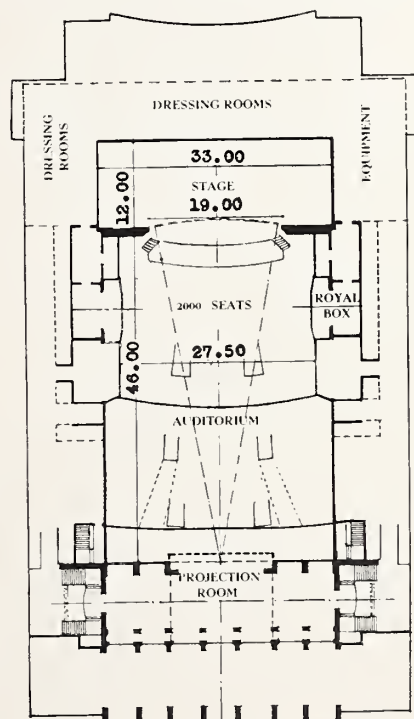 DRESSING ROOMS
DRESSING
ROOMS
EQUIPMENT
33.00
STAGE
12.00
19.00
2000 SEATS
ROYAL
BOX
27.50
46.00
AUDITORIUM
PROJECTION
ROOM